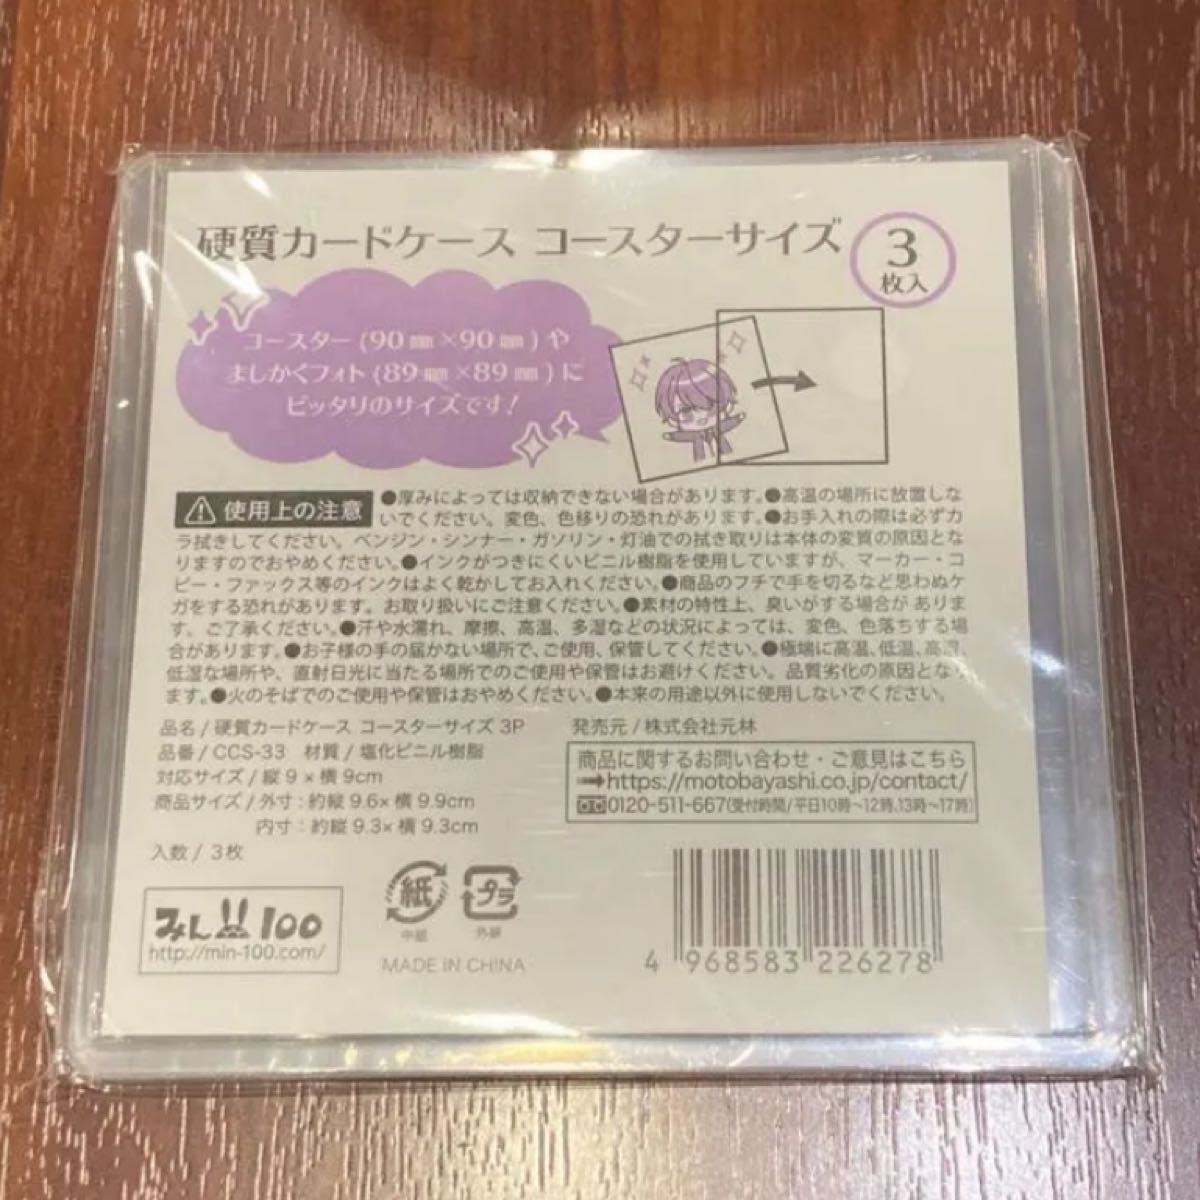 硬質カードケース コースターサイズ
3
枚入
コースター (90㎜×90㎜) や
ましかくフォト (89㎜×89㎜) に
ピッタリのサイズです!
使用上の注意 ●厚みによっては収納できない場合があります。●高温の場所に放置しな
いでください。変色、色移りの恐れがあります。●お手入れの際は必ずカ
ラ拭きしてください。ベンジン・シンナー・ガソリン・灯油での拭き取りは本体の変質の原因とな
りますのでおやめください。●インクがつきにくいビニル樹脂を使用していますが、マーカー・コ
ピー・ファックス等のインクはよく乾かしてお入れください。●商品のフチで手を切るなど思わぬケ
ガをする恐れがあります。お取り扱いにご注意ください。●素材の特性上、臭いがする場合が ありま
す。ご了承ください。●汗や水濡れ、摩擦、高温、多湿などの状況によっては、変色、色落ちする場
合があります。●お子様の手の届かない場所で、ご使用、保管してください。●極端に高温、低温、高湿、
低湿な場所や、直射日光に当たる場所でのご使用や保管はお避けください。品質劣化の原因となり
ます。●火のそばでのご使用や保管はおやめください。●本来の用途以外に使用しないでください。
品名 / 硬質カードケース コースターサイズ 3P
品番 / CCS-33 材質 / 塩化ビニル樹脂
対応サイズ / 縦 9 × 横 9cm
商品サイズ / 外寸：約縦 9.6× 横 9.9cm
内寸：約縦 9.3× 横 9.3cm
入数 / 3枚
発売元 / 株式会社元林
商品に関するお問い合わせ・ご意見はこちら
➡https://motobayashi.co.jp/contact/
0120-511-667(受付時間/平日10時～12時、13時～17時)
みん100
http://min-100.com/
紙
中紙
プラ
外装
MADE IN CHINA
4 968583 226278